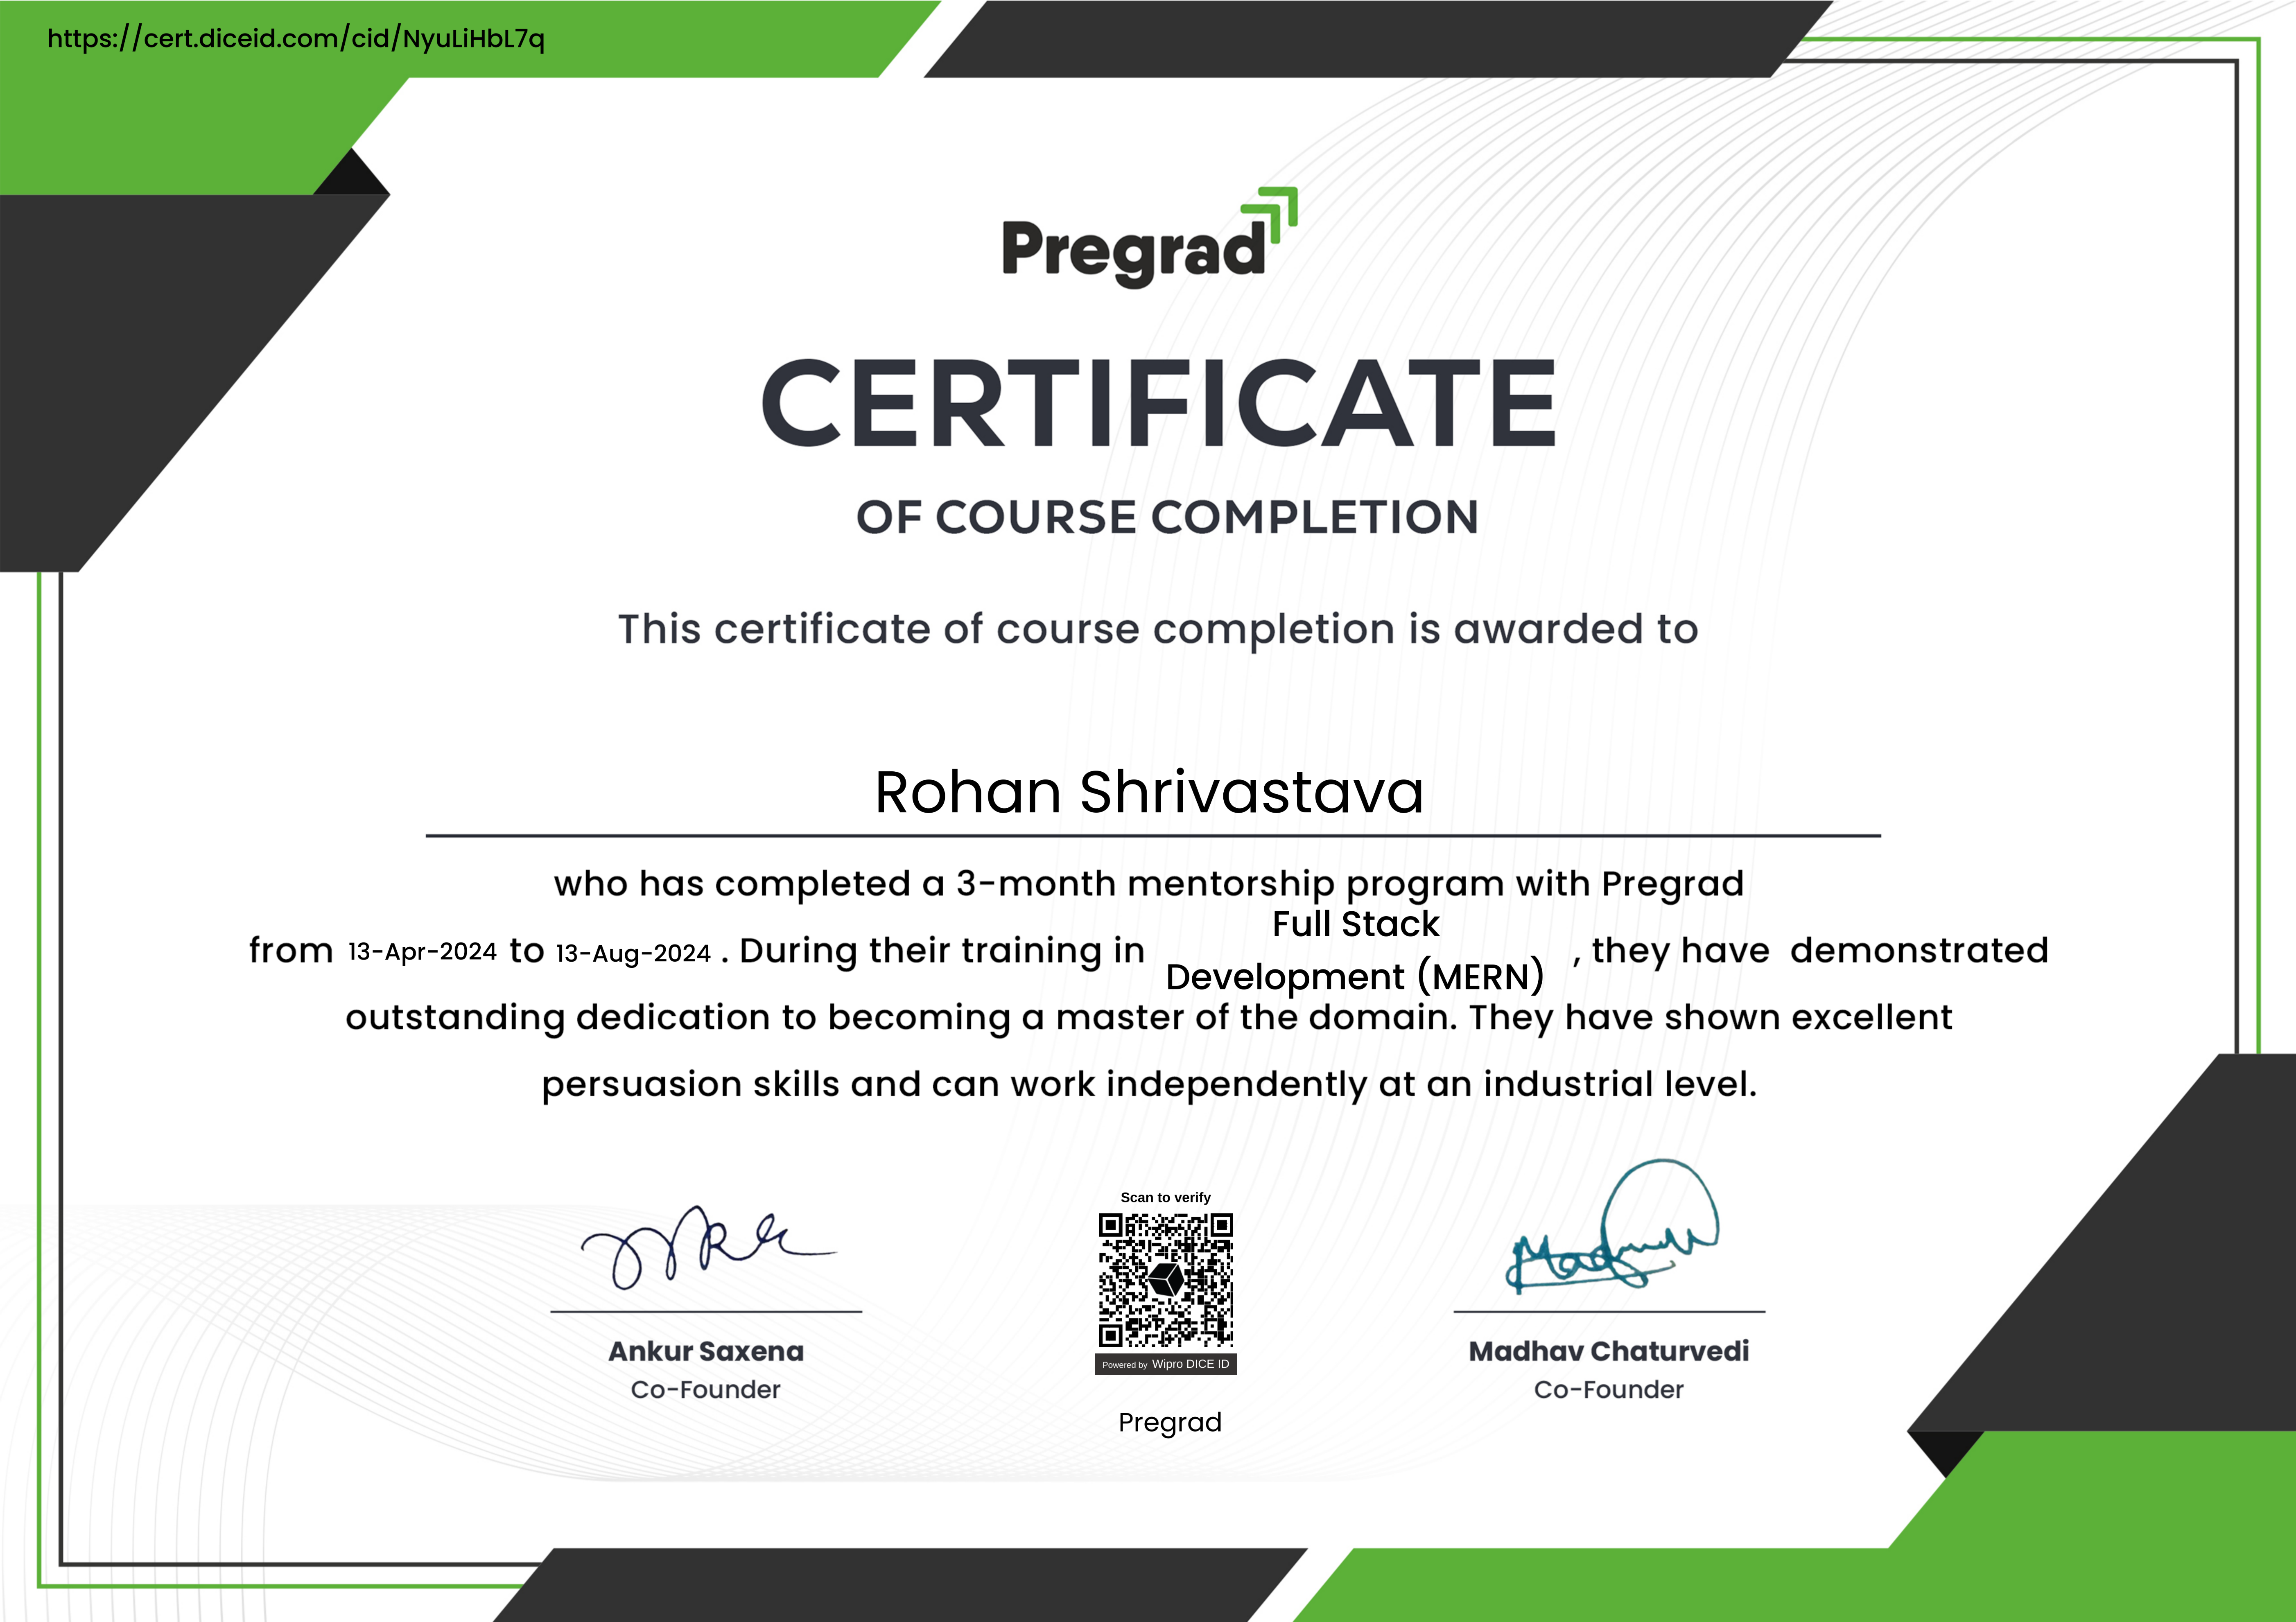 https://cert.diceid.com/cid/NyuLiHbL7q
Pregrad
CERTIFICATE
OF COURSE COMPLETION
This certificate of course completion is awarded to
Rohan Shrivastava
who has completed a 3-month mentorship program with Pregrad
from 13-Apr-2024 to 13-Aug-2024 . During their training in Full Stack Development (MERN) , they have demonstrated
outstanding dedication to becoming a master of the domain. They have shown excellent
persuasion skills and can work independently at an industrial level.
Scan to verify
Powered by Wipro DICE ID
Pregrad
Ankur Saxena
Co-Founder
Madhav Chaturvedi
Co-Founder